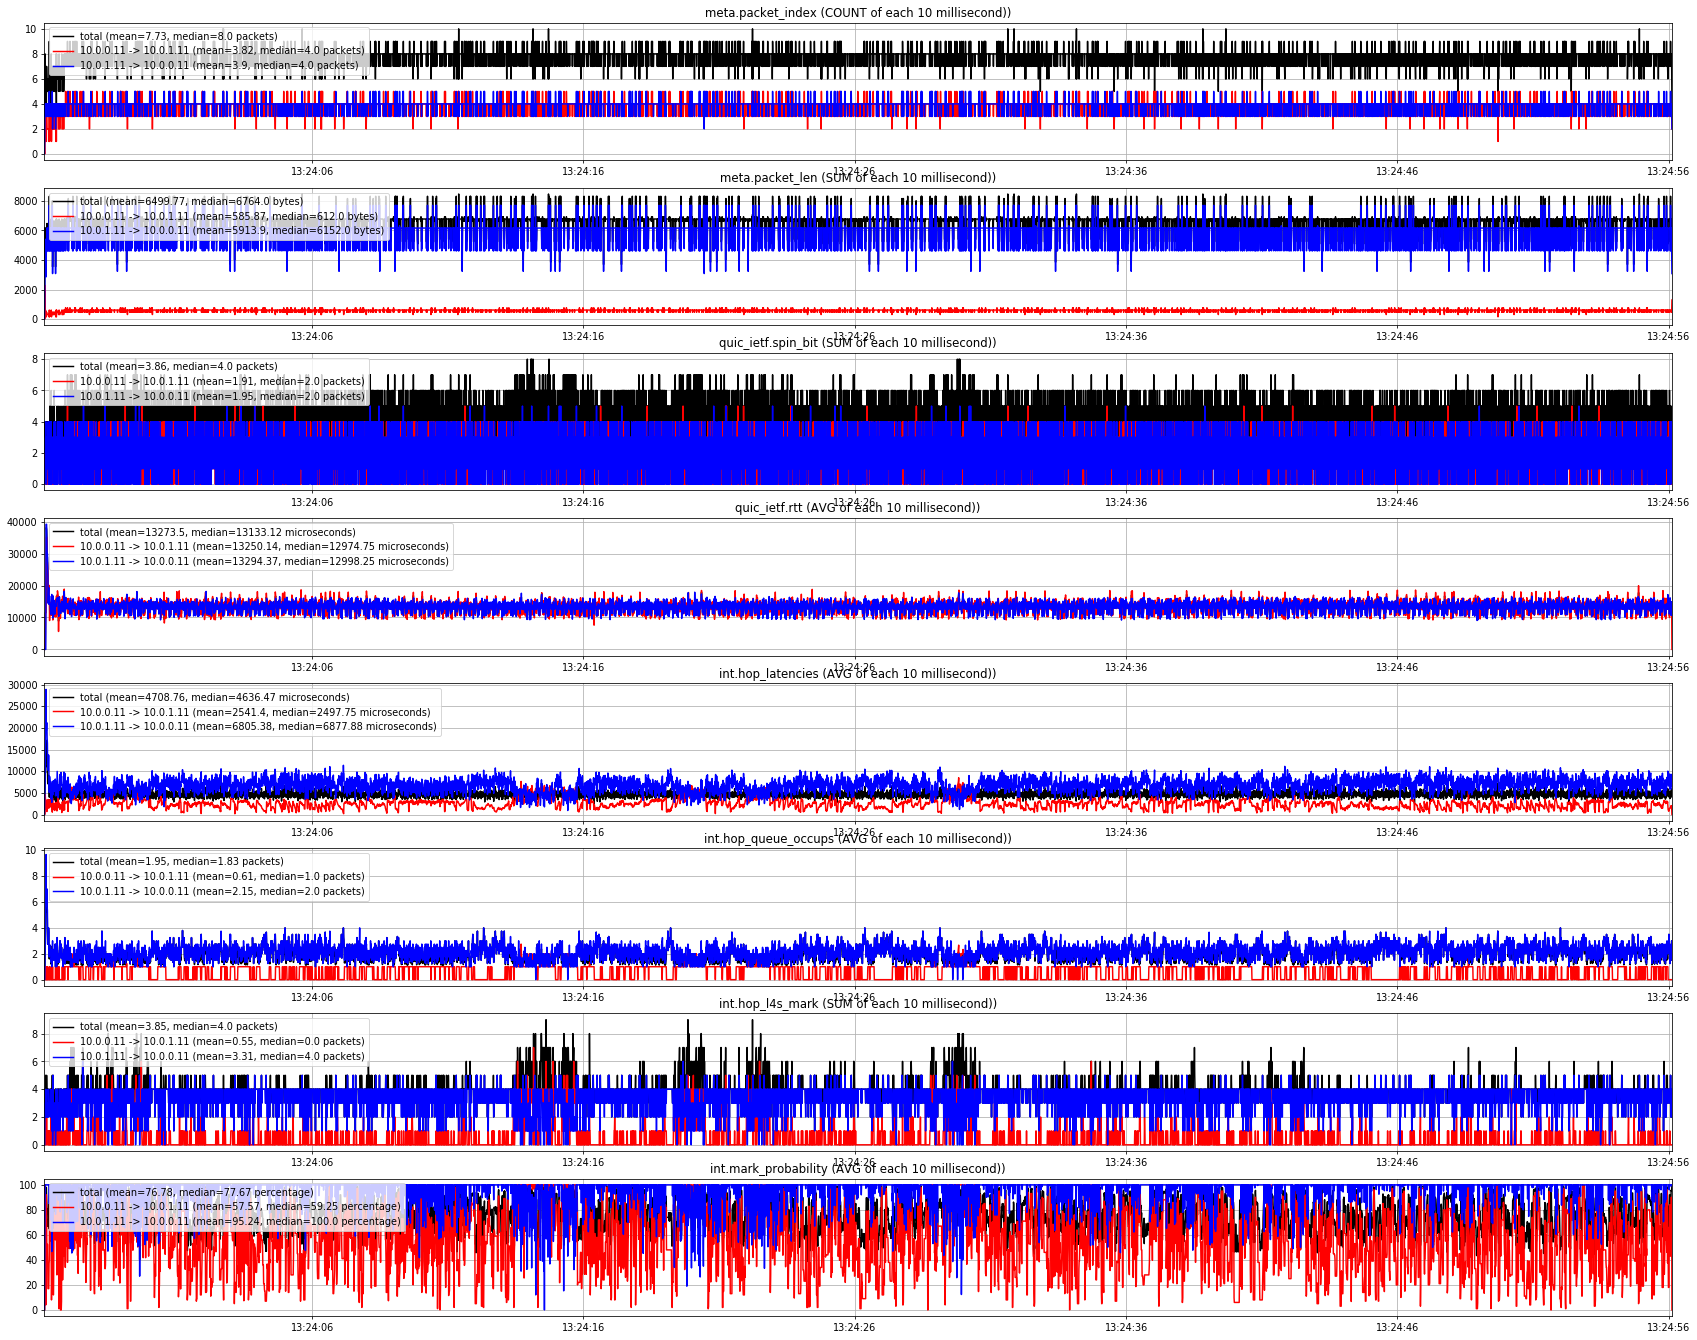 meta.packet_index (COUNT of each 10 millisecond))
10
8
6
4
2
0
total (mean=7.73, median=8.0 packets)
10.0.0.11 -> 10.0.1.11 (mean=3.82, median=4.0 packets)
10.0.1.11 -> 10.0.0.11 (mean=3.9, median=4.0 packets)
13:24:06 13:24:16 13:24:26 13:24:36 13:24:46 13:24:56
meta.packet_len (SUM of each 10 millisecond))
8000
6000
4000
2000
0
total (mean=6499.77, median=6764.0 bytes)
10.0.0.11 -> 10.0.1.11 (mean=585.87, median=612.0 bytes)
10.0.1.11 -> 10.0.0.11 (mean=5913.9, median=6152.0 bytes)
13:24:06 13:24:16 13:24:26 13:24:36 13:24:46 13:24:56
quic_ietf.spin_bit (SUM of each 10 millisecond))
8
6
4
2
0
total (mean=3.86, median=4.0 packets)
10.0.0.11 -> 10.0.1.11 (mean=1.91, median=2.0 packets)
10.0.1.11 -> 10.0.0.11 (mean=1.95, median=2.0 packets)
13:24:06 13:24:16 13:24:26 13:24:36 13:24:46 13:24:56
quic_ietf.rtt (AVG of each 10 millisecond))
40000
30000
20000
10000
0
total (mean=13273.5, median=13133.12 microseconds)
10.0.0.11 -> 10.0.1.11 (mean=13250.14, median=12974.75 microseconds)
10.0.1.11 -> 10.0.0.11 (mean=13294.37, median=12998.25 microseconds)
13:24:06 13:24:16 13:24:26 13:24:36 13:24:46 13:24:56
int.hop_latencies (AVG of each 10 millisecond))
30000
25000
20000
15000
10000
5000
0
total (mean=4708.76, median=4636.47 microseconds)
10.0.0.11 -> 10.0.1.11 (mean=2541.4, median=2497.75 microseconds)
10.0.1.11 -> 10.0.0.11 (mean=6805.38, median=6877.88 microseconds)
13:24:06 13:24:16 13:24:26 13:24:36 13:24:46 13:24:56
int.hop_queue_occups (AVG of each 10 millisecond))
10
8
6
4
2
0
total (mean=1.95, median=1.83 packets)
10.0.0.11 -> 10.0.1.11 (mean=0.61, median=1.0 packets)
10.0.1.11 -> 10.0.0.11 (mean=2.15, median=2.0 packets)
13:24:06 13:24:16 13:24:26 13:24:36 13:24:46 13:24:56
int.hop_l4s_mark (SUM of each 10 millisecond))
8
6
4
2
0
total (mean=3.85, median=4.0 packets)
10.0.0.11 -> 10.0.1.11 (mean=0.55, median=0.0 packets)
10.0.1.11 -> 10.0.0.11 (mean=3.31, median=4.0 packets)
13:24:06 13:24:16 13:24:26 13:24:36 13:24:46 13:24:56
int.mark_probability (AVG of each 10 millisecond))
100
80
60
40
20
0
total (mean=76.78, median=77.67 percentage)
10.0.0.11 -> 10.0.1.11 (mean=57.57, median=59.25 percentage)
10.0.1.11 -> 10.0.0.11 (mean=95.24, median=100.0 percentage)
13:24:06 13:24:16 13:24:26 13:24:36 13:24:46 13:24:56